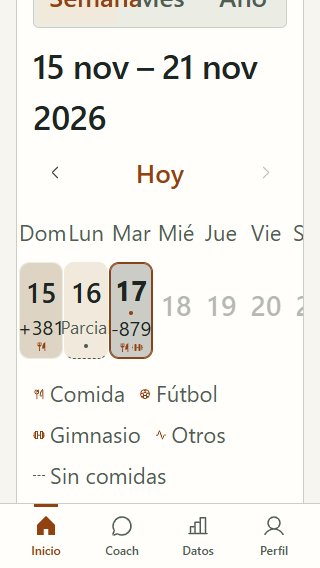 Semana Mes Año
15 nov – 21 nov
2026
Hoy
Dom Lun Mar Mié Jue Vie S
15 16 17 18 19 20 2
+381 Parcia -879
Comida Fútbol
Gimnasio Otros
Sin comidas
Inicio Coach Datos Perfil